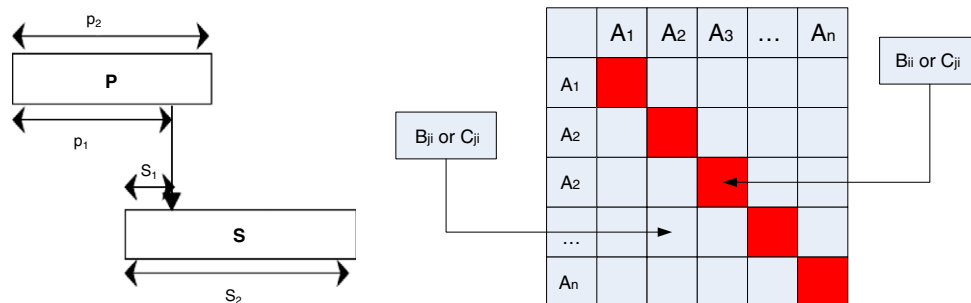 p₂
P
p₁
S₁
S
S₂
A₁ A₂ A₃ ... Aₙ
A₁
A₂
A₂
...
Aₙ
Bⱼᵢ or Cⱼᵢ
Bᵢᵢ or Cⱼᵢ